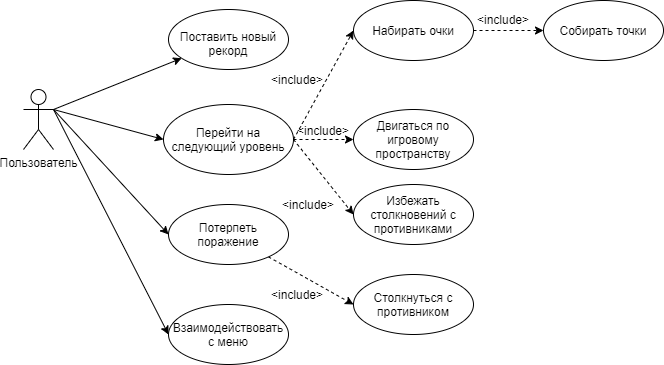 Поставить новый
рекорд
Набирать очки
<include>
Собирать точки
<include>
Пользователь
Перейти на
следующий уровень
<include>
Двигаться по
игровому
пространству
<include>
Избежать
столкновений с
противниками
Потерпеть
поражение
<include>
Столкнуться с
противником
Взаимодействовать
с меню